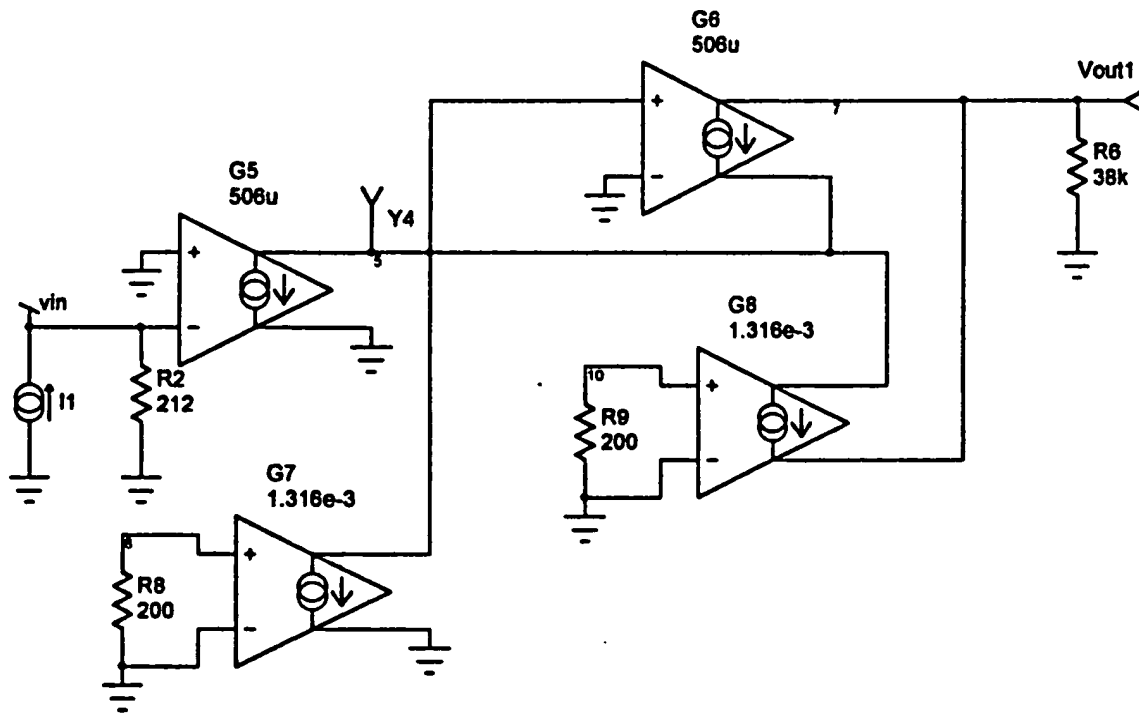 G6
506u
Vout1
+
7
-
R6
38k
G5
506u
Y4
+
5
vin
-
G8
1.316e-3
R2
212
I1
10
+
R9
200
-
G7
1.316e-3
8
+
R8
200
-